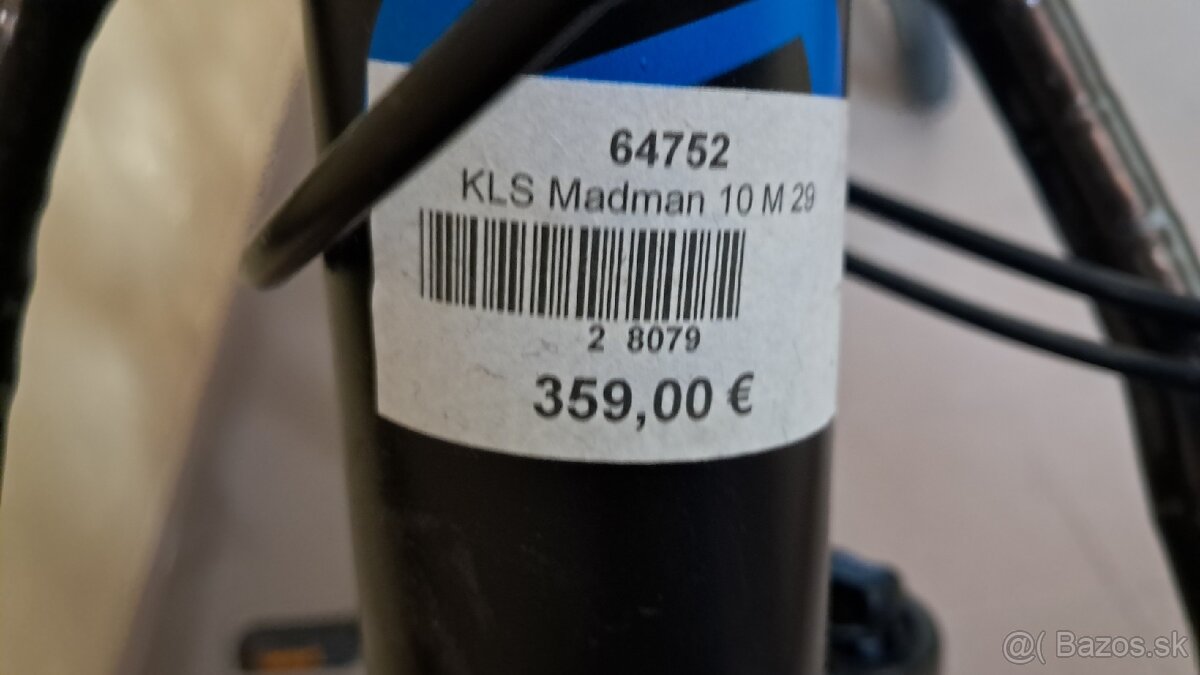 64752
KLS Madman 10 M 29
2 8079
359,00 €
@( Bazos.sk